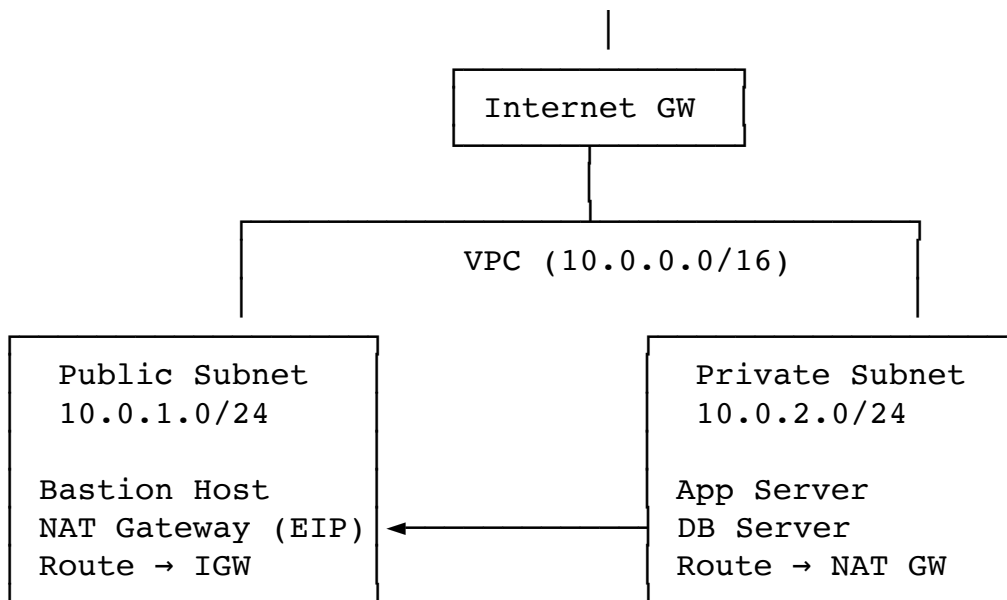 Internet GW
VPC (10.0.0.0/16)
Public Subnet
10.0.1.0/24
Bastion Host
NAT Gateway (EIP)
Route → IGW
Private Subnet
10.0.2.0/24
App Server
DB Server
Route → NAT GW